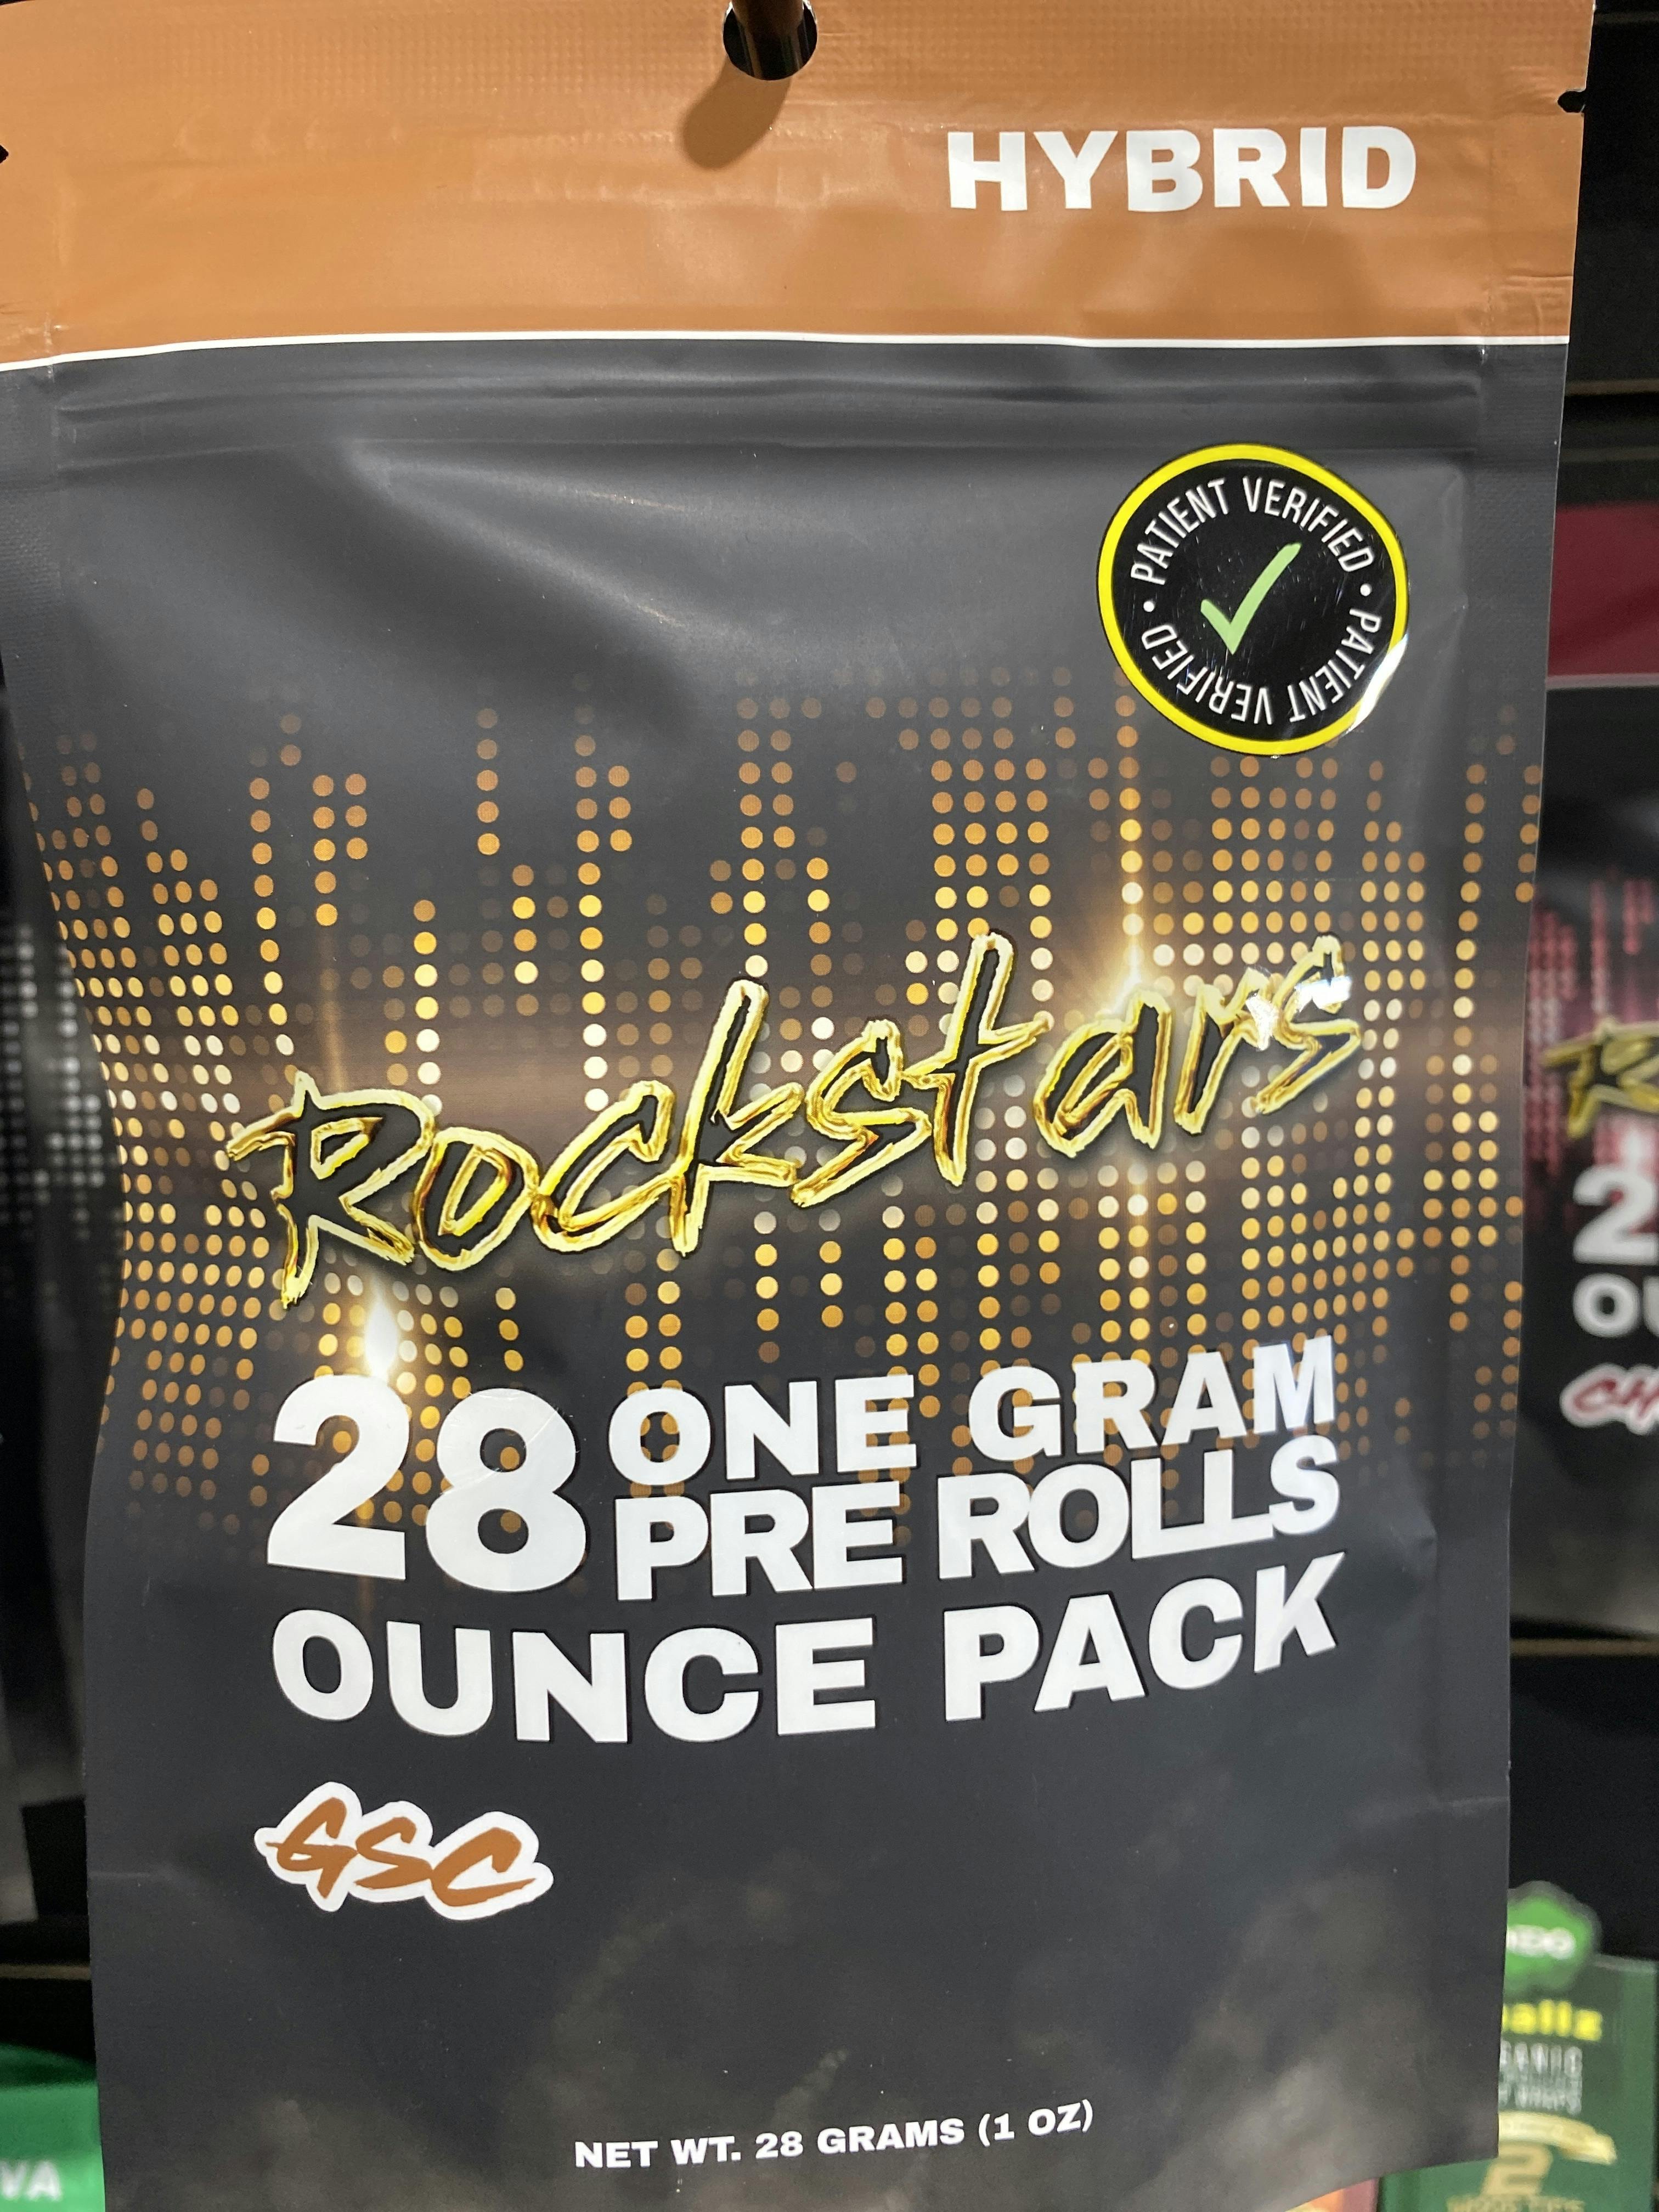 HYBRID
PATIENT VERIFIED • PATIENT VERIFIED •
Rockstars
28 ONE GRAM
PRE ROLLS
OUNCE PACK
GSC
NET WT. 28 GRAMS (1 OZ)